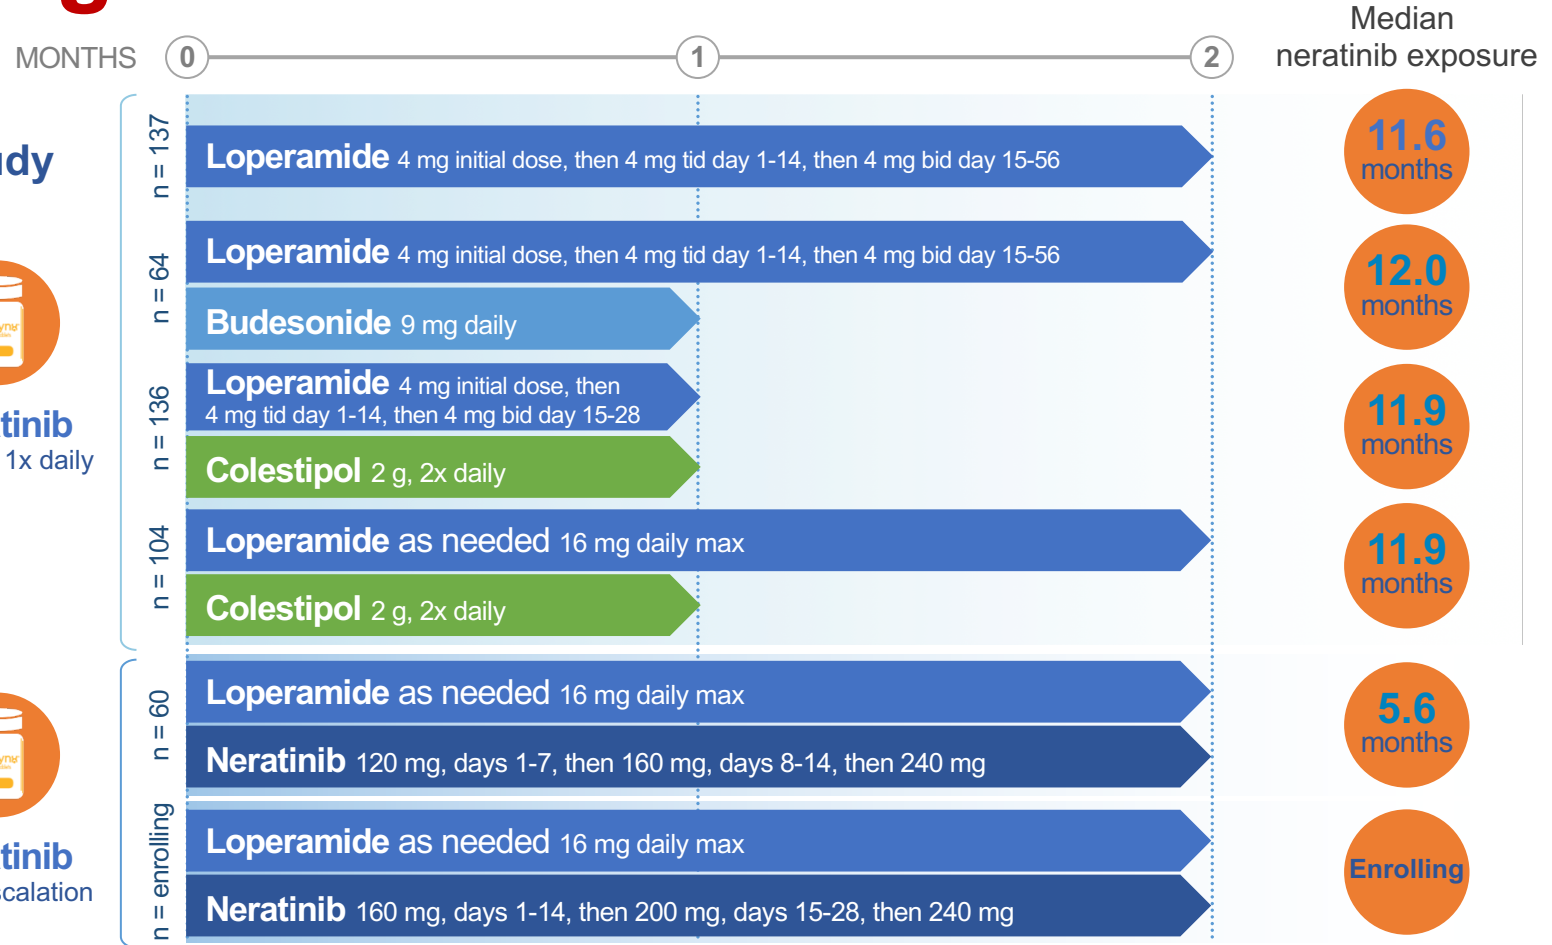 g
Median
neratinib exposure
MONTHS 0 1 2
n = 137
Loperamide 4 mg initial dose, then 4 mg tid day 1-14, then 4 mg bid day 15-56
11.6
months
udy
n = 64
Loperamide 4 mg initial dose, then 4 mg tid day 1-14, then 4 mg bid day 15-56
Budesonide 9 mg daily
12.0
months
n = 136
Loperamide 4 mg initial dose, then
4 mg tid day 1-14, then 4 mg bid day 15-28
Colestipol 2 g, 2x daily
11.9
months
tinib
1x daily
n = 104
Loperamide as needed 16 mg daily max
Colestipol 2 g, 2x daily
11.9
months
n = 60
Loperamide as needed 16 mg daily max
Neratinib 120 mg, days 1-7, then 160 mg, days 8-14, then 240 mg
5.6
months
n = enrolling
Loperamide as needed 16 mg daily max
Neratinib 160 mg, days 1-14, then 200 mg, days 15-28, then 240 mg
Enrolling
tinib
scalation